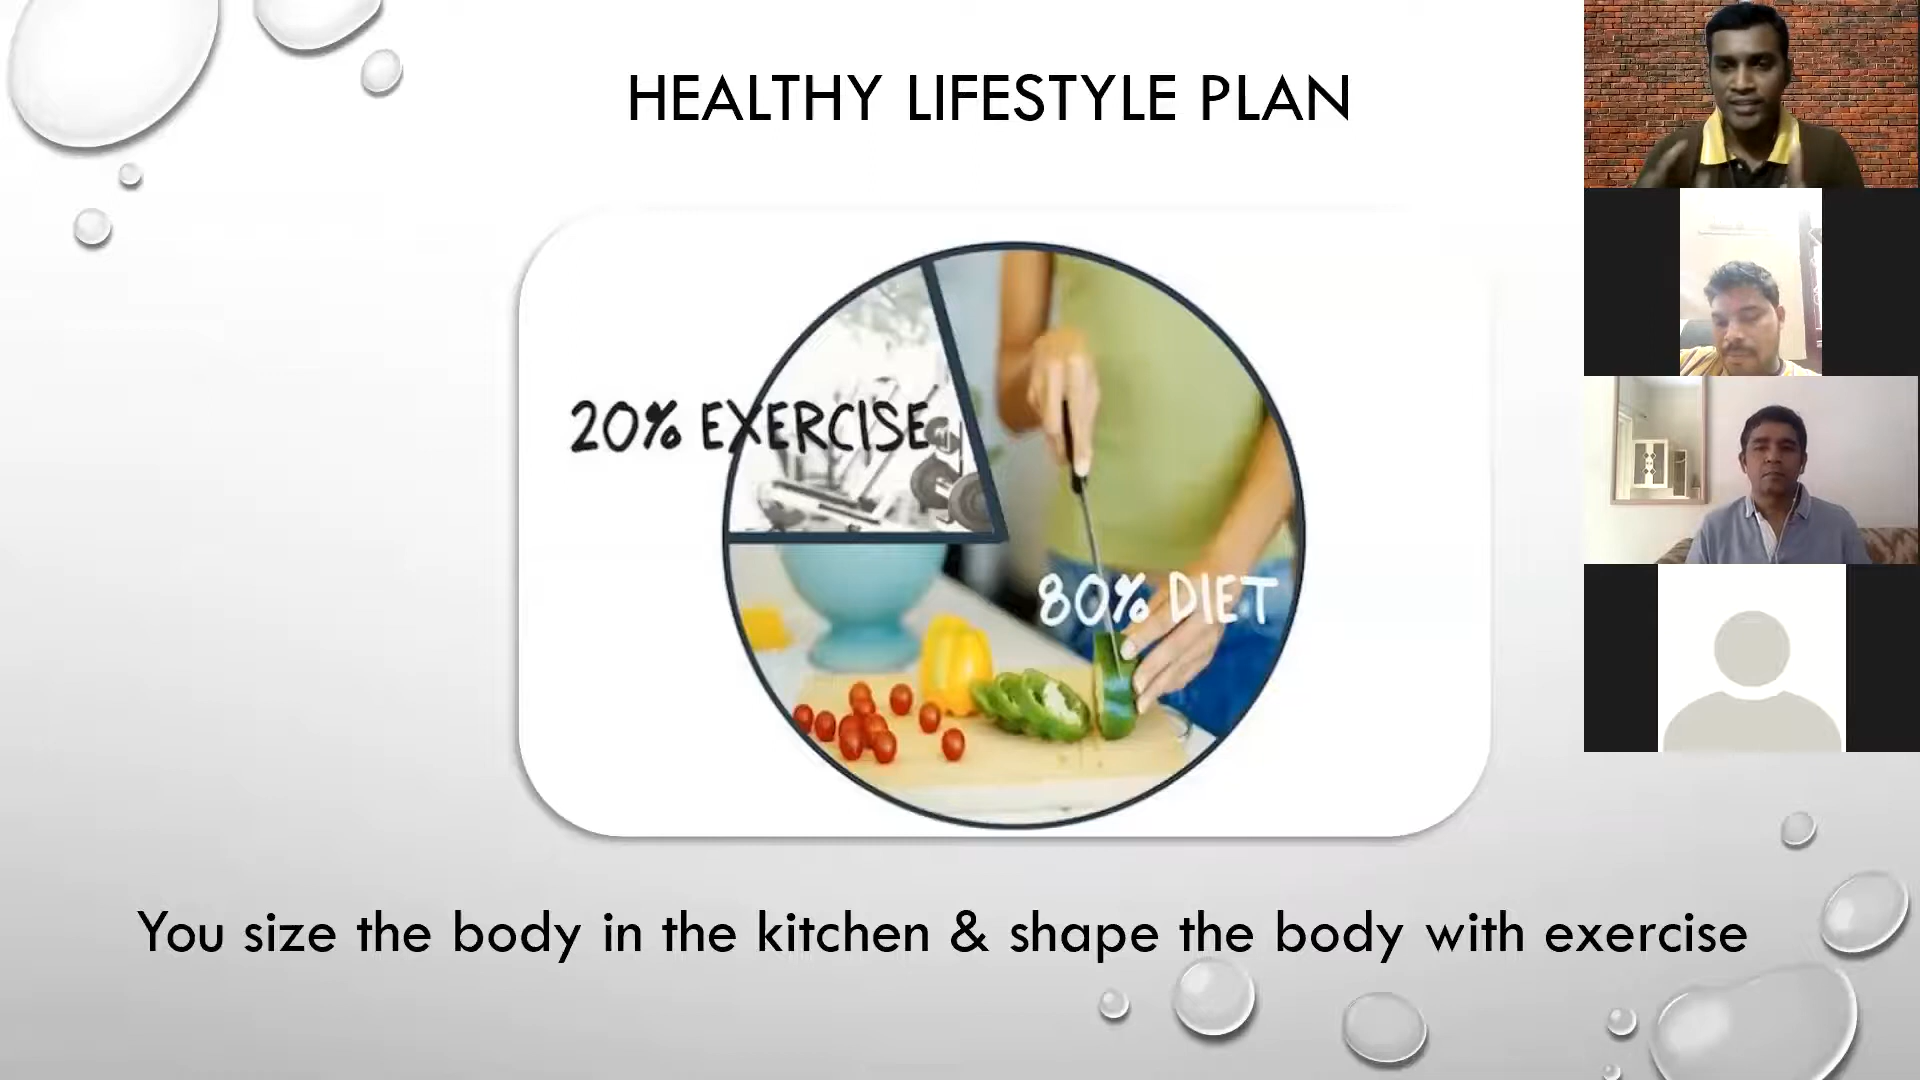 HEALTHY LIFESTYLE PLAN
20% EXERCISE
80% DIET
You size the body in the kitchen & shape the body with exercise